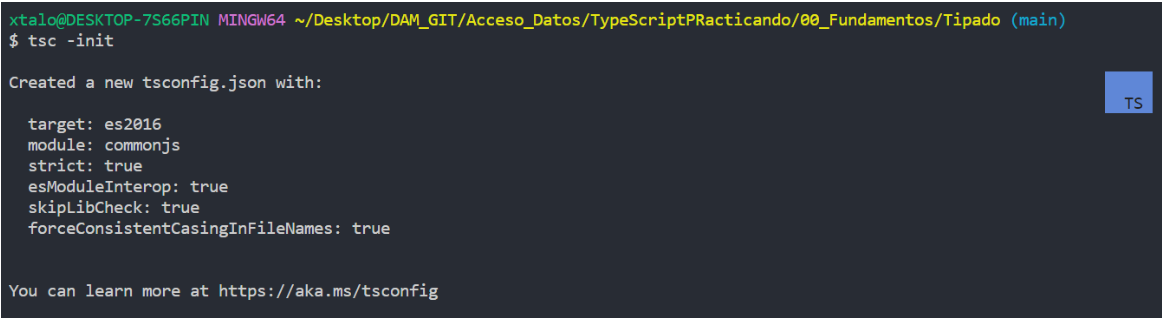 xtalo@DESKTOP-7S66PIN MINGW64 ~/Desktop/DAM_GIT/Acceso_Datos/TypeScriptPRacticando/00_Fundamentos/Tipado (main)
$ tsc -init
Created a new tsconfig.json with:
TS
target: es2016
module: commonjs
strict: true
esModuleInterop: true
skipLibCheck: true
forceConsistentCasingInFileNames: true
You can learn more at https://aka.ms/tsconfig